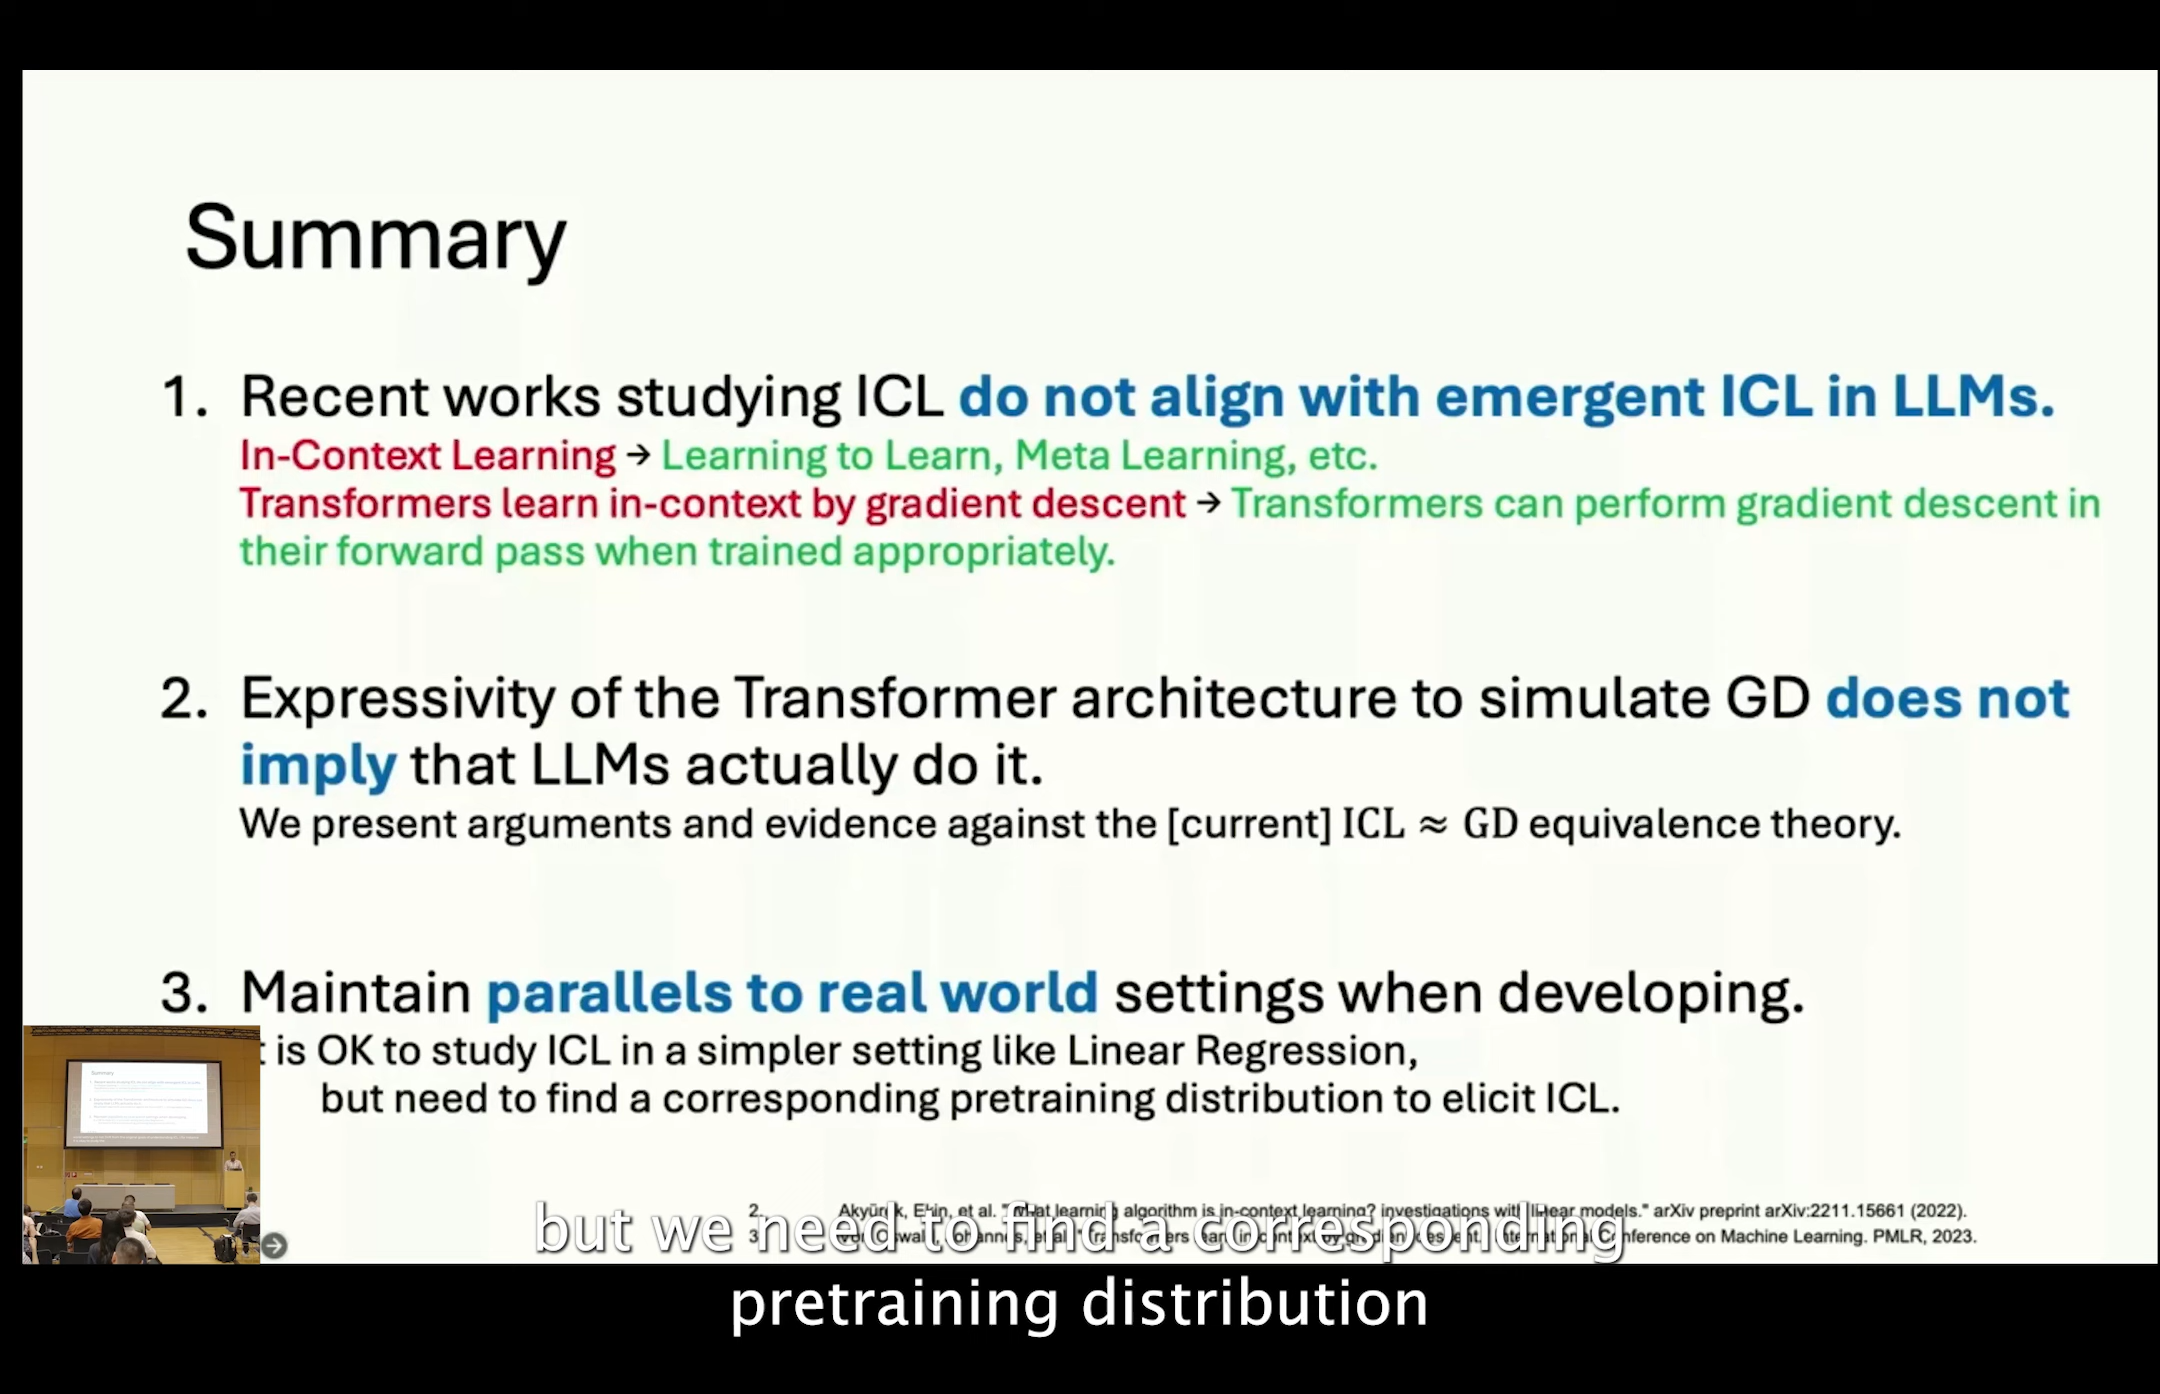 Summary
1. Recent works studying ICL do not align with emergent ICL in LLMs.
In-Context Learning → Learning to Learn, Meta Learning, etc.
Transformers learn in-context by gradient descent → Transformers can perform gradient descent in
their forward pass when trained appropriately.
2. Expressivity of the Transformer architecture to simulate GD does not
imply that LLMs actually do it.
We present arguments and evidence against the [current] ICL ≈ GD equivalence theory.
3. Maintain parallels to real world settings when developing.
is OK to study ICL in a simpler setting like Linear Regression,
but need to find a corresponding pretraining distribution to elicit ICL.
2. Akyürek, Ekin, et al. "What learning algorithm is in-context learning? investigations with linear models." arXiv preprint arXiv:2211.15661 (2022).
3. Von Oswald, Johannes, et al. "Transformers learn in-context by gradient descent." International Conference on Machine Learning. PMLR, 2023.
but we need to find a corresponding
pretraining distribution